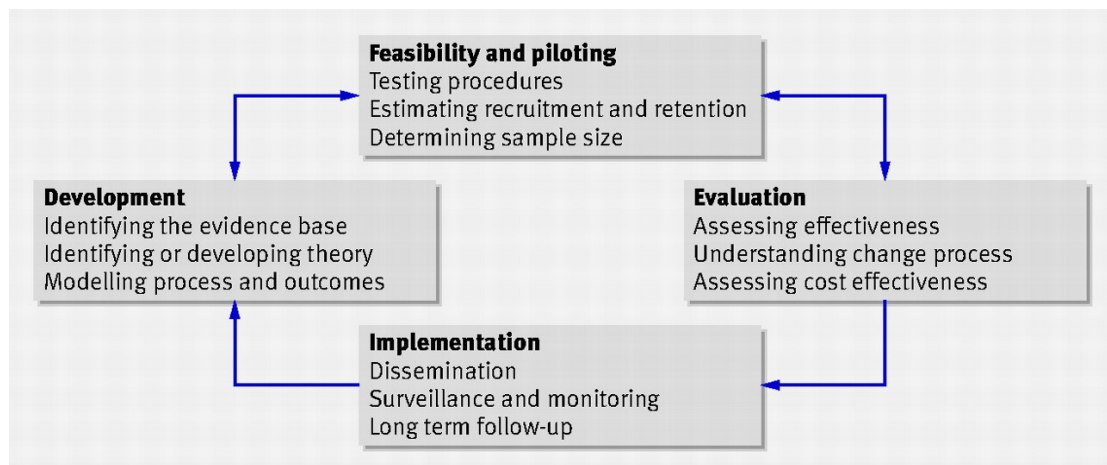 Feasibility and piloting
Testing procedures
Estimating recruitment and retention
Determining sample size
Development
Identifying the evidence base
Identifying or developing theory
Modelling process and outcomes
Evaluation
Assessing effectiveness
Understanding change process
Assessing cost effectiveness
Implementation
Dissemination
Surveillance and monitoring
Long term follow-up